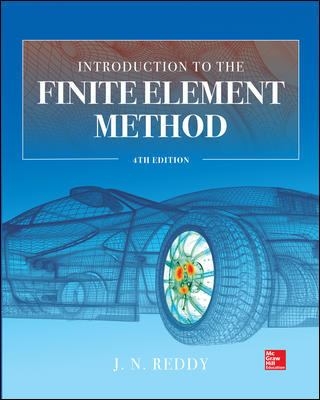 INTRODUCTION TO THE
FINITE ELEMENT
METHOD
4TH EDITION
J. N. REDDY
Mc
Graw
Hill
Education